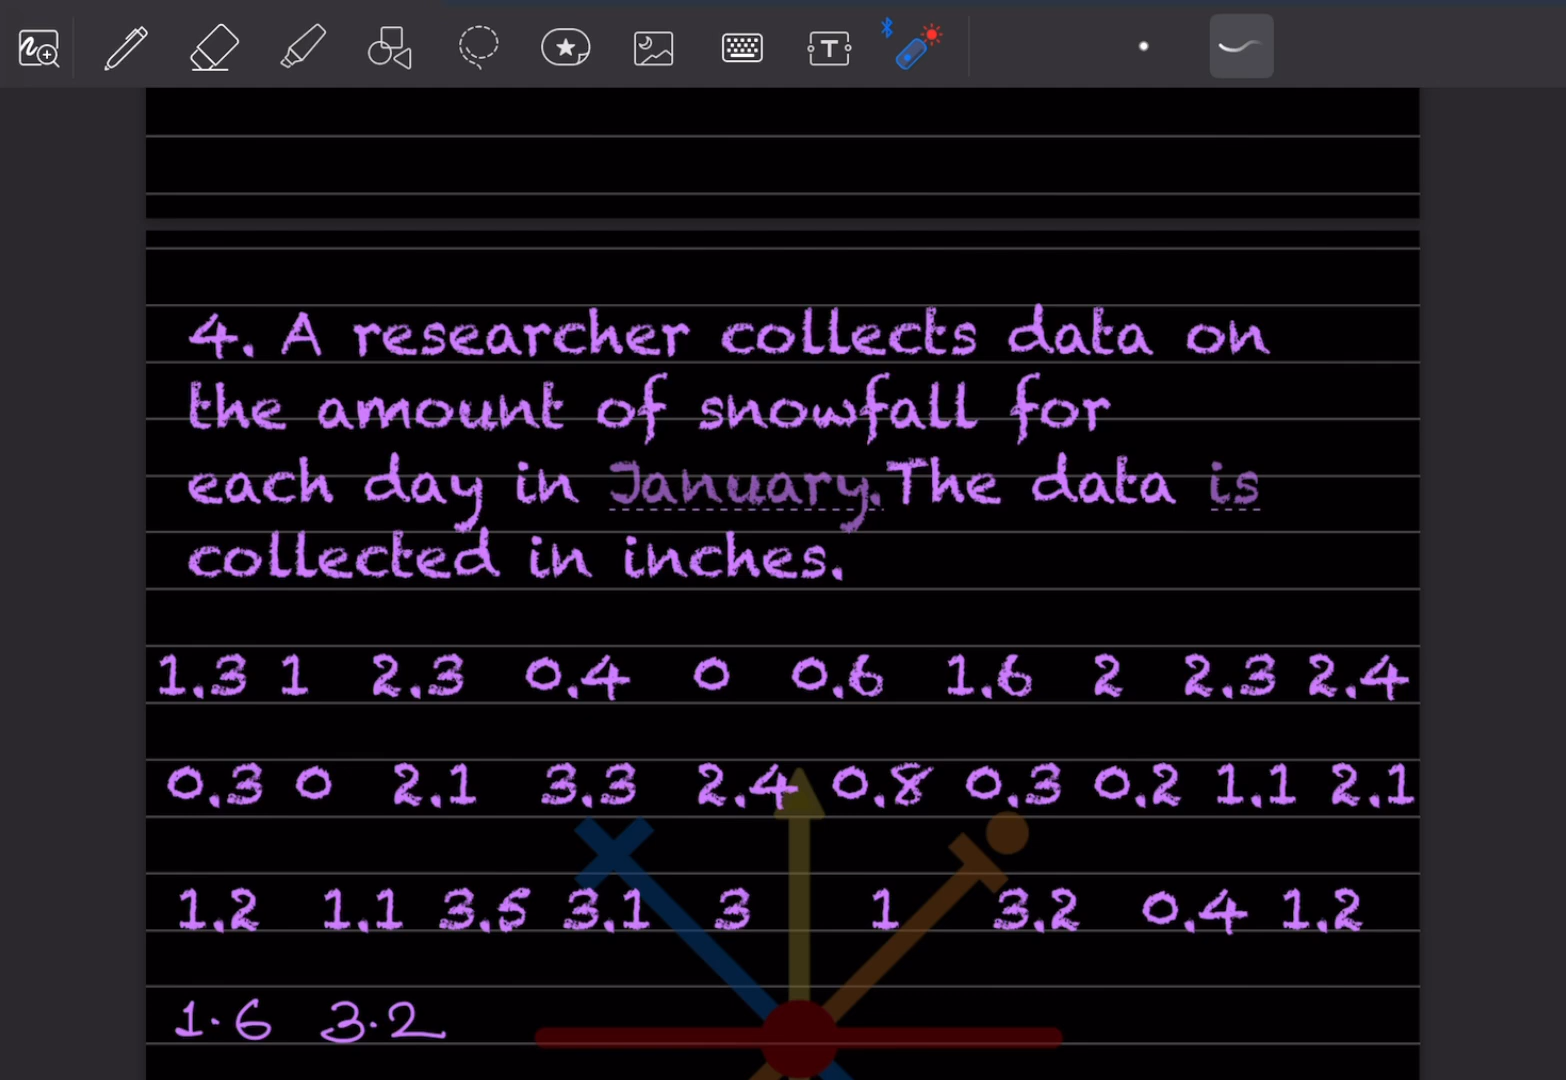 4. A researcher collects data on
the amount of snowfall for
each day in January.The data is
collected in inches.
1.3 1 2.3 0.4 0 0.6 1.6 2 2.3 2.4
0.3 0 2.1 3.3 2.4 0.8 0.3 0.2 1.1 2.1
1.2 1.1 3.5 3.1 3 1 3.2 0.4 1.2
1.6 3.2